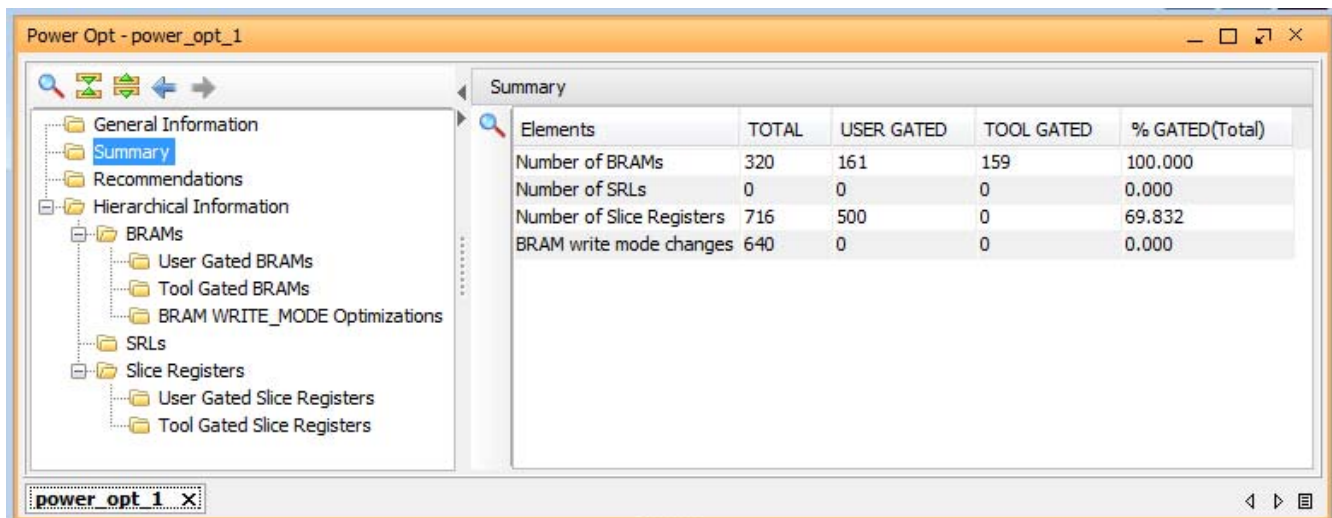 Power Opt - power_opt_1
General Information
Summary
Recommendations
Hierarchical Information
BRAMs
User Gated BRAMs
Tool Gated BRAMs
BRAM WRITE_MODE Optimizations
SRLs
Slice Registers
User Gated Slice Registers
Tool Gated Slice Registers
Summary
Elements TOTAL USER GATED TOOL GATED % GATED(Total)
Number of BRAMs 320 161 159 100.000
Number of SRLs 0 0 0 0.000
Number of Slice Registers 716 500 0 69.832
BRAM write mode changes 640 0 0 0.000
power_opt_1